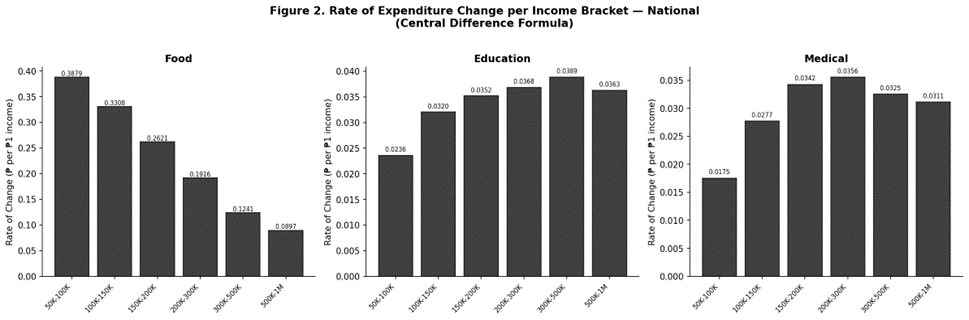 Figure 2. Rate of Expenditure Change per Income Bracket — National
(Central Difference Formula)
Food
Rate of Change (₱ per ₱1 income)
0.40
0.35
0.30
0.25
0.20
0.15
0.10
0.05
0.00
0.3879
0.3308
0.2621
0.1916
0.1241
0.0897
50K-100K
100K-150K
150K-200K
200K-300K
300K-500K
500K-1M
Education
Rate of Change (₱ per ₱1 income)
0.040
0.035
0.030
0.025
0.020
0.015
0.010
0.005
0.000
0.0236
0.0320
0.0352
0.0368
0.0389
0.0363
50K-100K
100K-150K
150K-200K
200K-300K
300K-500K
500K-1M
Medical
Rate of Change (₱ per ₱1 income)
0.035
0.030
0.025
0.020
0.015
0.010
0.005
0.000
0.0175
0.0277
0.0342
0.0356
0.0325
0.0311
50K-100K
100K-150K
150K-200K
200K-300K
300K-500K
500K-1M